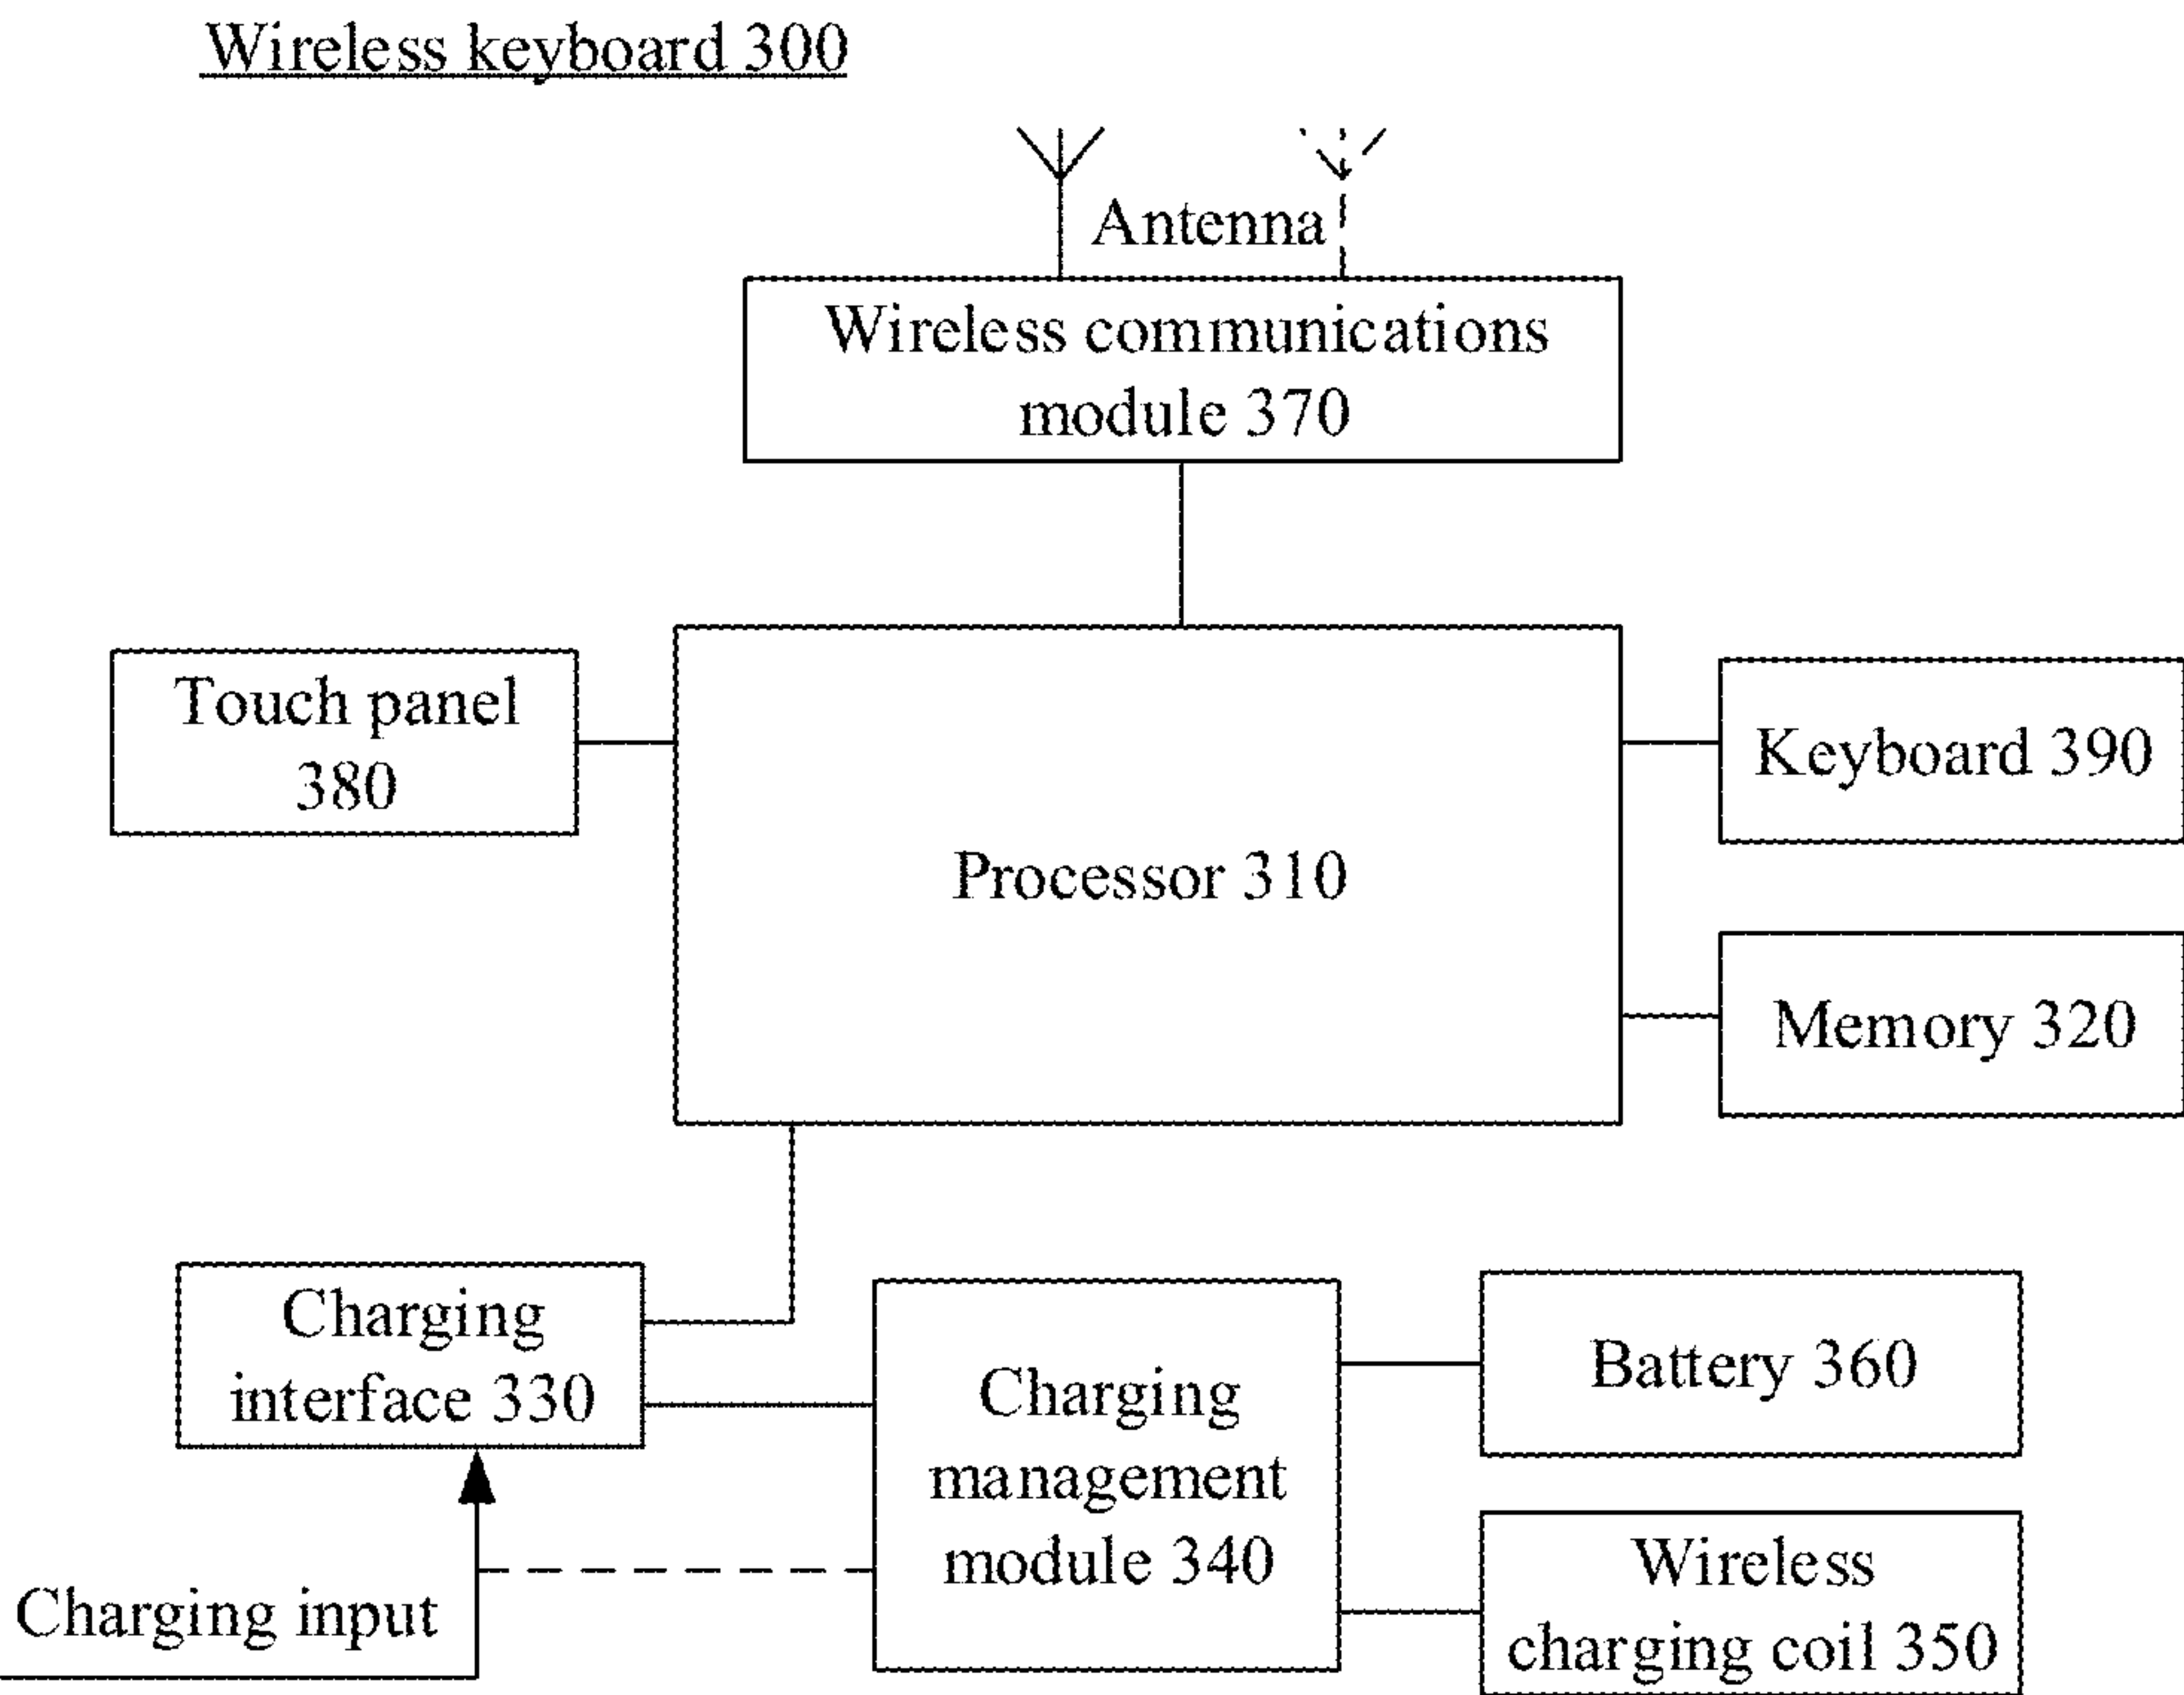 Wireless keyboard 300
Antenna
Wireless communications
module 370
Touch panel
380
Keyboard 390
Processor 310
Memory 320
Charging
interface 330
Charging
management
module 340
Battery 360
Wireless
charging coil 350
Charging input